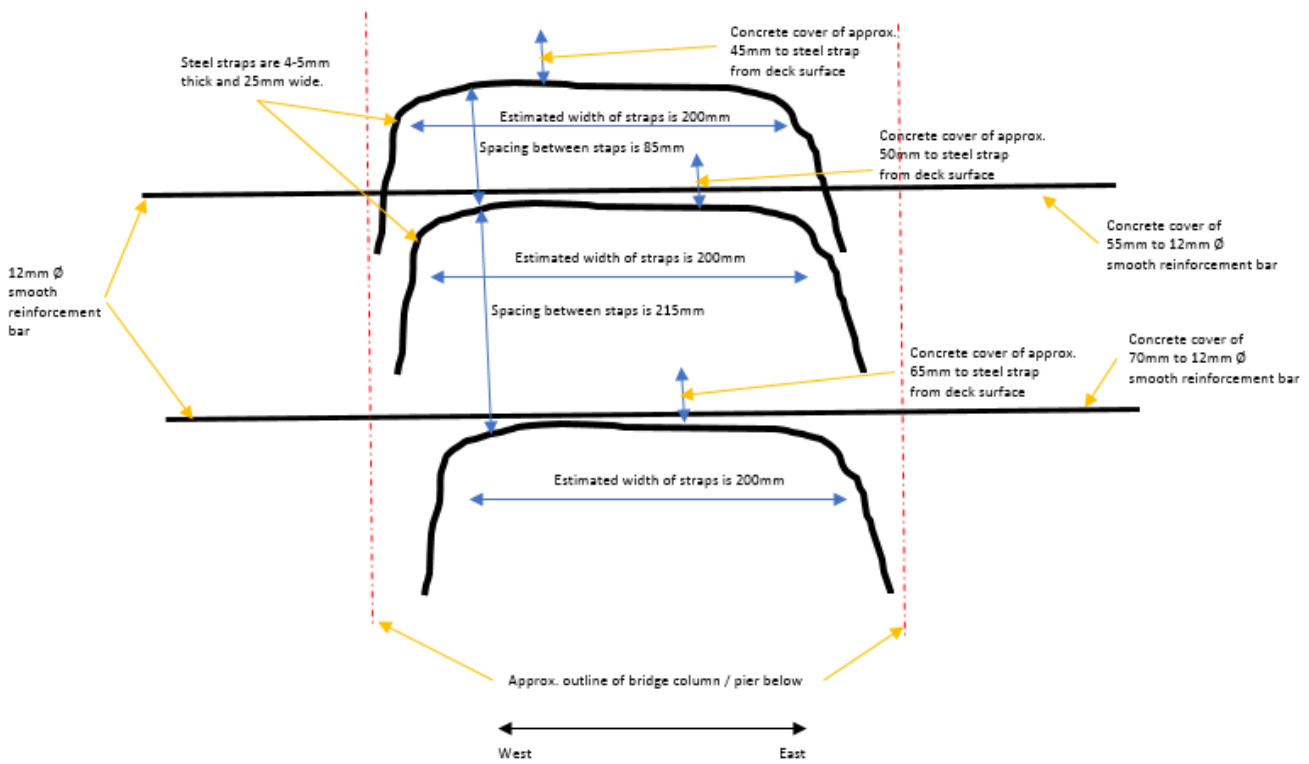 Concrete cover of approx.
45mm to steel strap
from deck surface
Steel straps are 4-5mm
thick and 25mm wide.
Estimated width of straps is 200mm
Spacing between staps is 85mm
Concrete cover of approx.
50mm to steel strap
from deck surface
Concrete cover of
55mm to 12mm Ø
smooth reinforcement bar
12mm Ø
smooth
reinforcement
bar
Estimated width of straps is 200mm
Spacing between staps is 215mm
Concrete cover of approx.
65mm to steel strap
from deck surface
Concrete cover of
70mm to 12mm Ø
smooth reinforcement bar
Estimated width of straps is 200mm
Approx. outline of bridge column / pier below
West
East